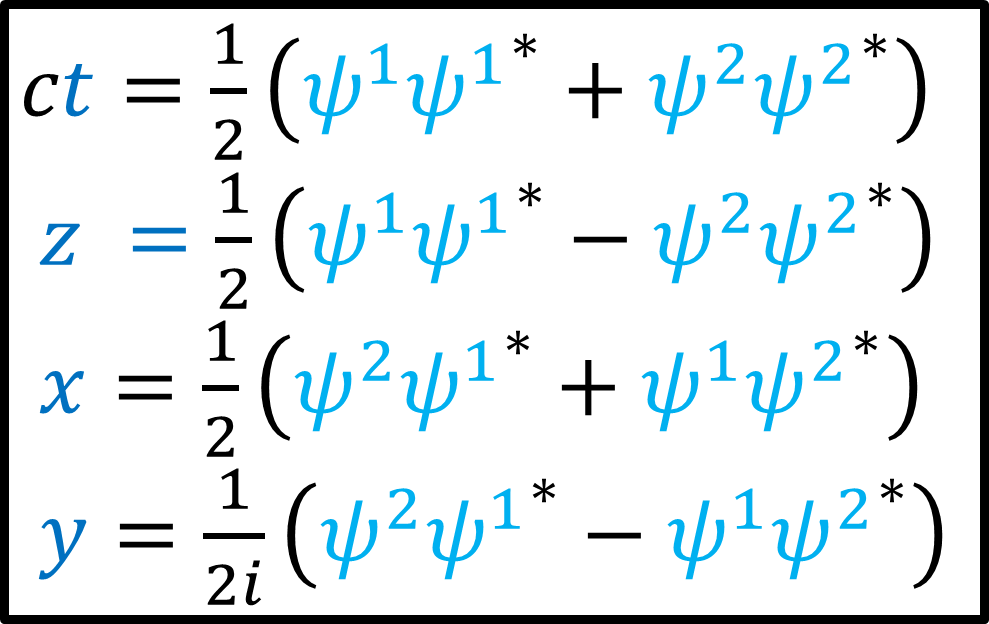 ct = 1/2 (ψ¹ψ¹* + ψ²ψ²*)
z = 1/2 (ψ¹ψ¹* − ψ²ψ²*)
x = 1/2 (ψ²ψ¹* + ψ¹ψ²*)
y = 1/2i (ψ²ψ¹* − ψ¹ψ²*)